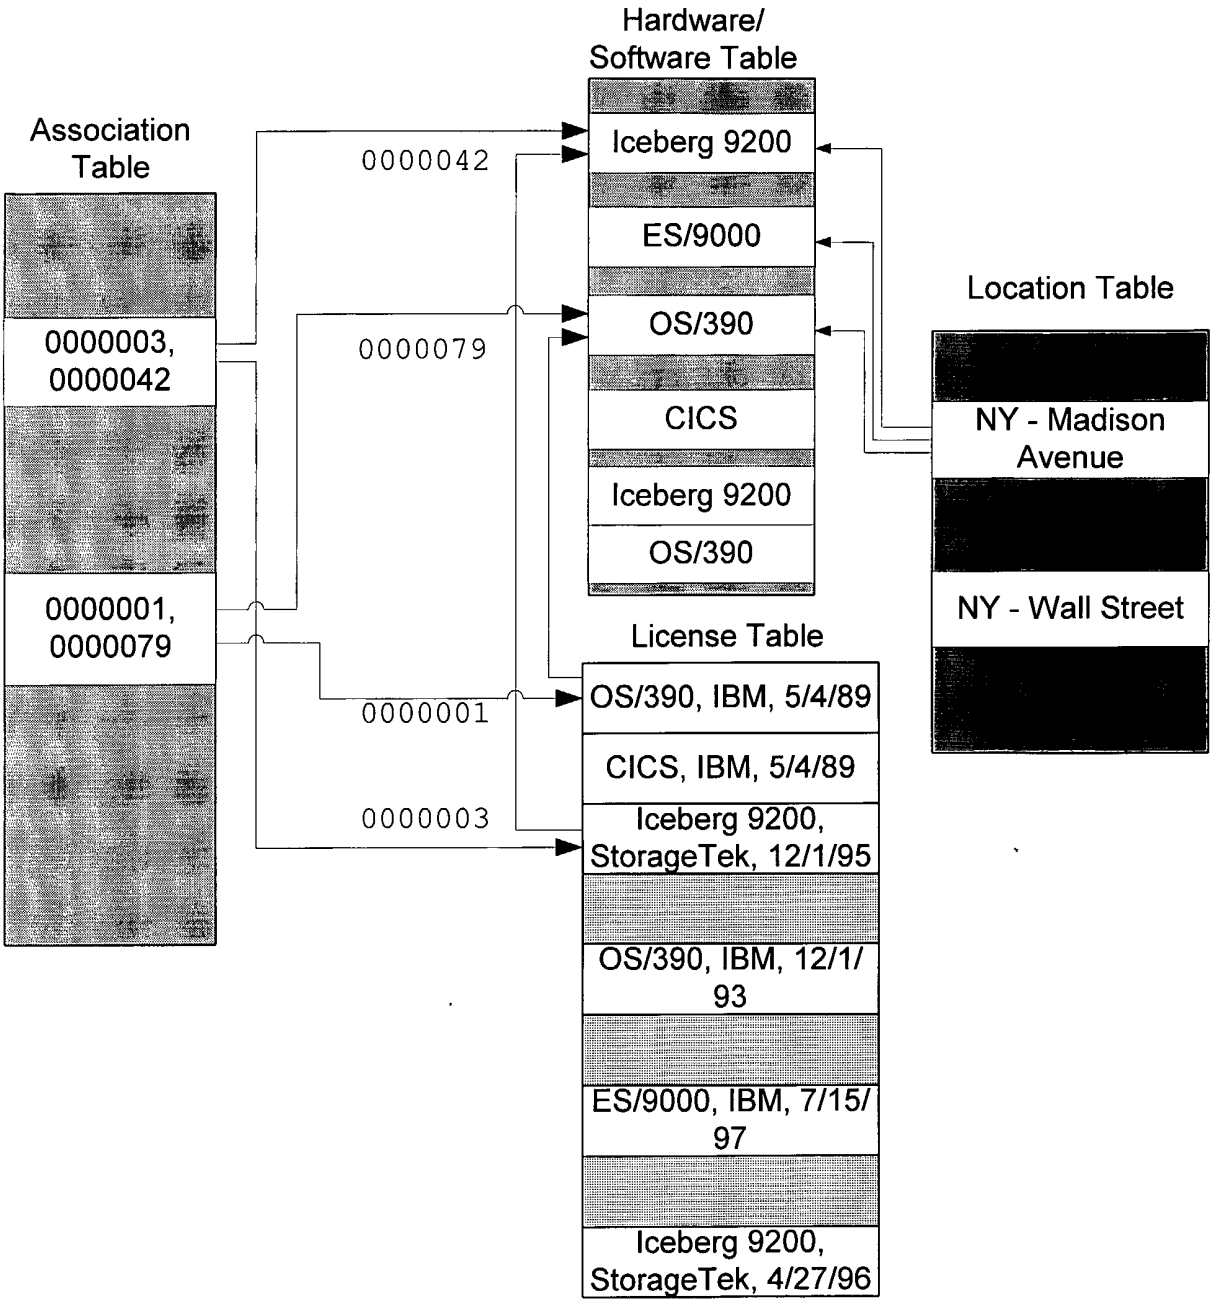 Hardware/
Software Table
Iceberg 9200
ES/9000
OS/390
CICS
Iceberg 9200
OS/390
Association
Table
0000003,
0000042
0000001,
0000079
0000042
0000079
0000001
0000003
Location Table
NY - Madison
Avenue
NY - Wall Street
License Table
OS/390, IBM, 5/4/89
CICS, IBM, 5/4/89
Iceberg 9200,
StorageTek, 12/1/95
OS/390, IBM, 12/1/
93
ES/9000, IBM, 7/15/
97
Iceberg 9200,
StorageTek, 4/27/96